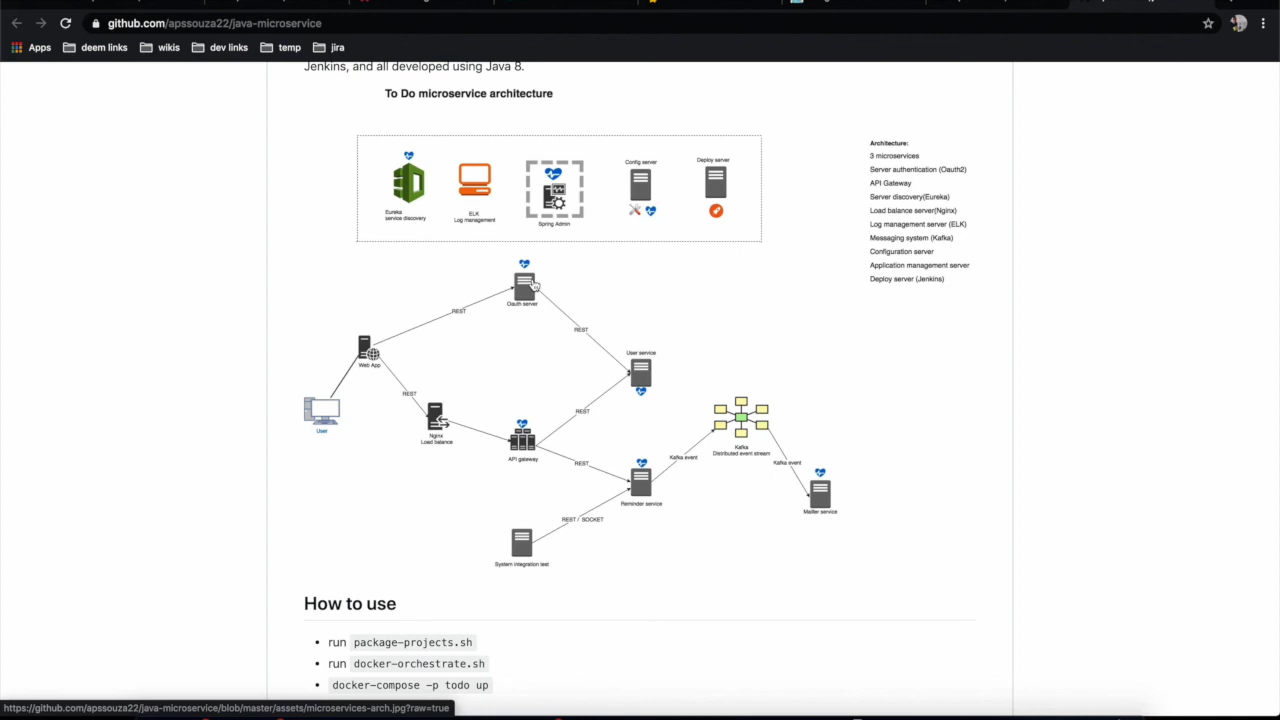 github.com/apssouza22/java-microservice
Apps
deem links
wikis
dev links
temp
jira
Jenkins, and all developed using Java 8.
To Do microservice architecture
Eureka
service discovery
ELK
Log management
Spring Admin
Config server
Deploy server
Architecture:
3 microservices
Server authentication (Oauth2)
API Gateway
Server discovery(Eureka)
Load balance server(Nginx)
Log management server (ELK)
Messaging system (Kafka)
Configuration server
Application management server
Deploy server (Jenkins)
Oauth server
REST
REST
User service
Web App
REST
User
Nginx
Load balance
REST
API gateway
REST
Kafka event
Kafka
Distributed event stream
Kafka event
Reminder service
Mailler service
REST / SOCKET
System integration test
How to use
run package-projects.sh
run docker-orchestrate.sh
docker-compose -p todo up
https://github.com/apssouza22/java-microservice/blob/master/assets/microservices-arch.jpg?raw=true